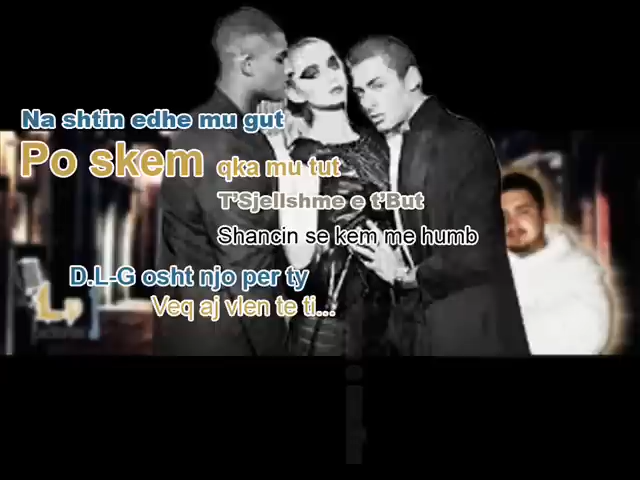 Na shtin edhe mu gut
Po skem qka mu tut
T'Sjellshme e t'But
Shancin se kem me humb
D.L-G osht njo per ty
Veq aj vlen te ti...